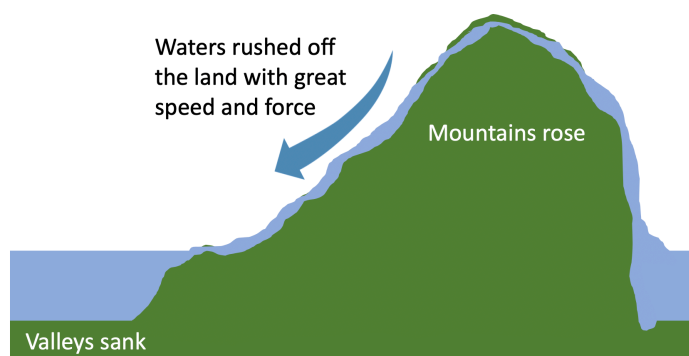 Waters rushed off
the land with great
speed and force
Mountains rose
Valleys sank